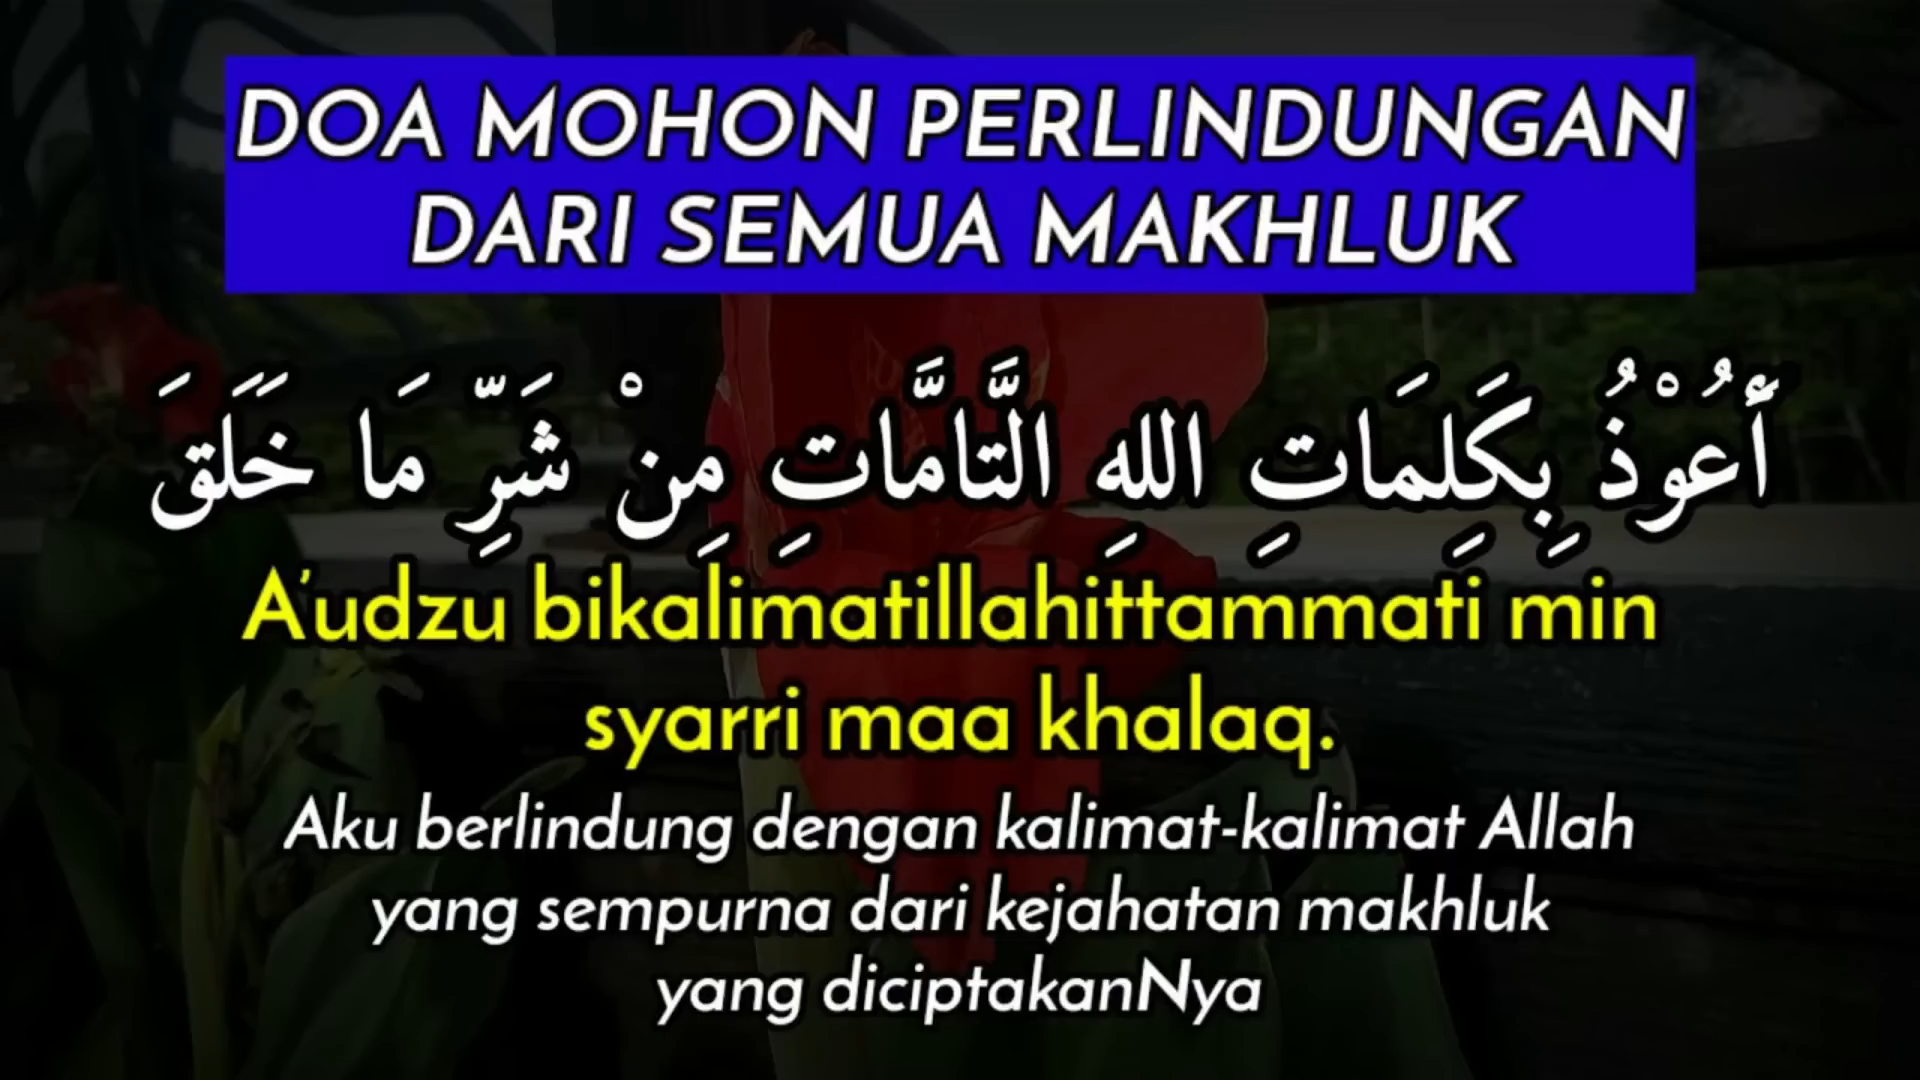 DOA MOHON PERLINDUNGAN
DARI SEMUA MAKHLUK
أَعُوْذُ بِكَلِمَاتِ اللهِ التَّامَّاتِ مِنْ شَرِّ مَا خَلَقَ
A'udzu bikalimatillahittammati min
syarri maa khalaq.
Aku berlindung dengan kalimat-kalimat Allah
yang sempurna dari kejahatan makhluk
yang diciptakanNya